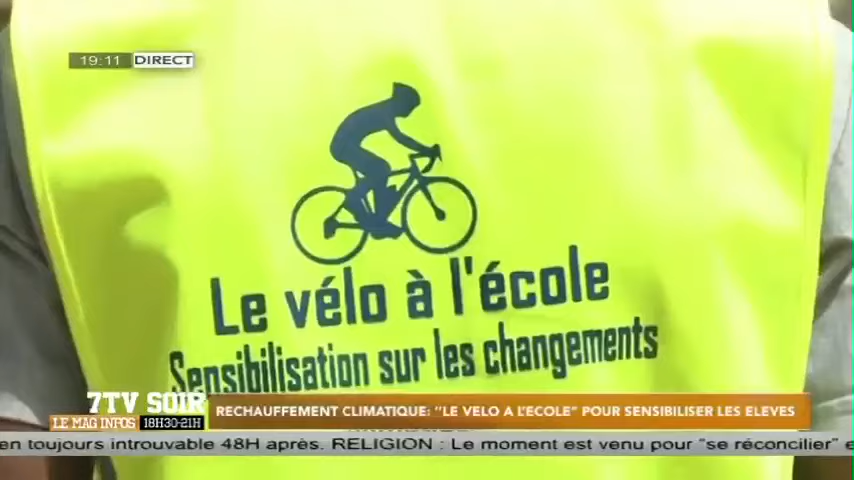 19:11 DIRECT
Le vélo à l'école
Sensibilisation sur les changements
7TV SOIR
LE MAG INFOS 18H30-21H
RECHAUFFEMENT CLIMATIQUE: "LE VELO A L'ECOLE" POUR SENSIBILISER LES ELEVES
en toujours introuvable 48H après. RELIGION : Le moment est venu pour "se réconcilier" e